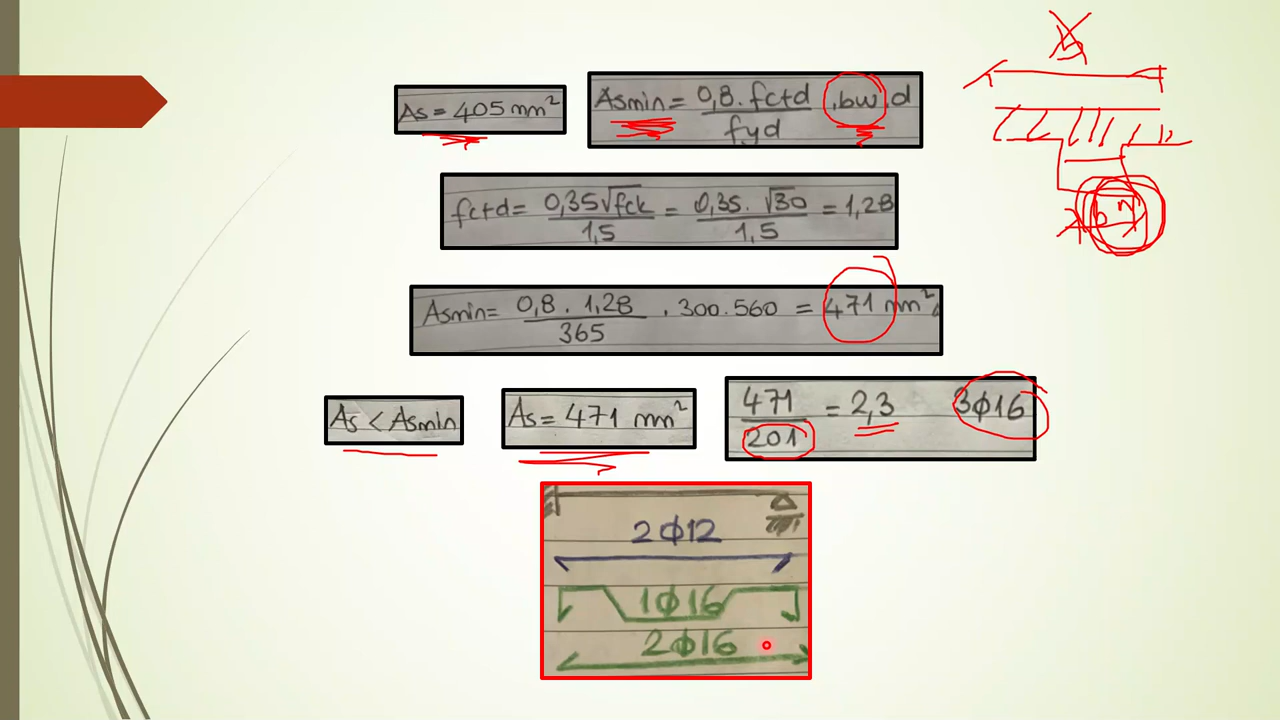 As = 405 mm²
Asmin = 0,8 . fctd / fyd . bw . d
fctd = 0,35√fck / 1,5 = 0,35 . √30 / 1,5 = 1,28
Asmin = 0,8 . 1,28 / 365 . 300 . 560 = 471 mm²
As < Asmin
As = 471 mm²
471 / 201 = 2,3 3ϕ16
2ϕ12
1ϕ16
2ϕ16